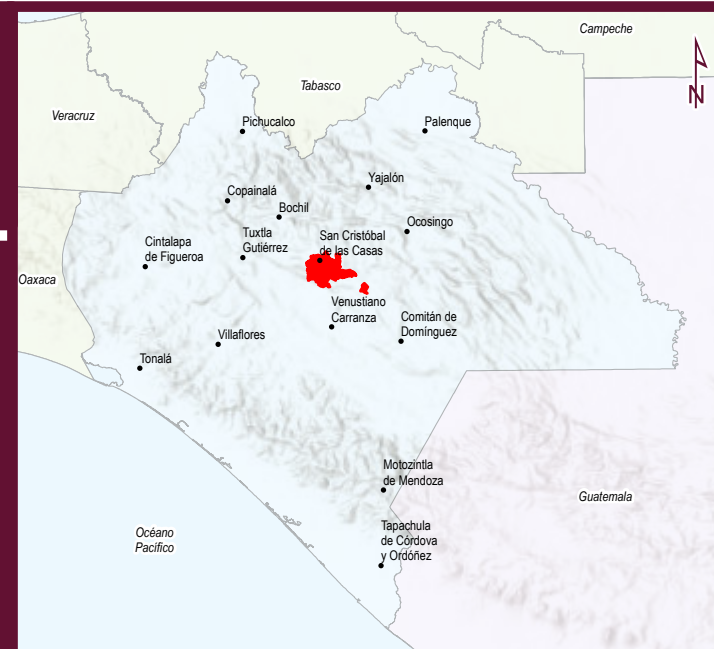 Campeche
Tabasco
N
Veracruz
Pichucalco
Palenque
Yajalón
Copainalá
Bochil
Ocosingo
Tuxtla
Gutiérrez
San Cristóbal
de las Casas
Cintalapa
de Figueroa
Oaxaca
Venustiano
Carranza
Comitán de
Domínguez
Villaflores
Tonalá
Motozintla
de Mendoza
Guatemala
Océano
Pacífico
Tapachula
de Córdova
y Ordóñez